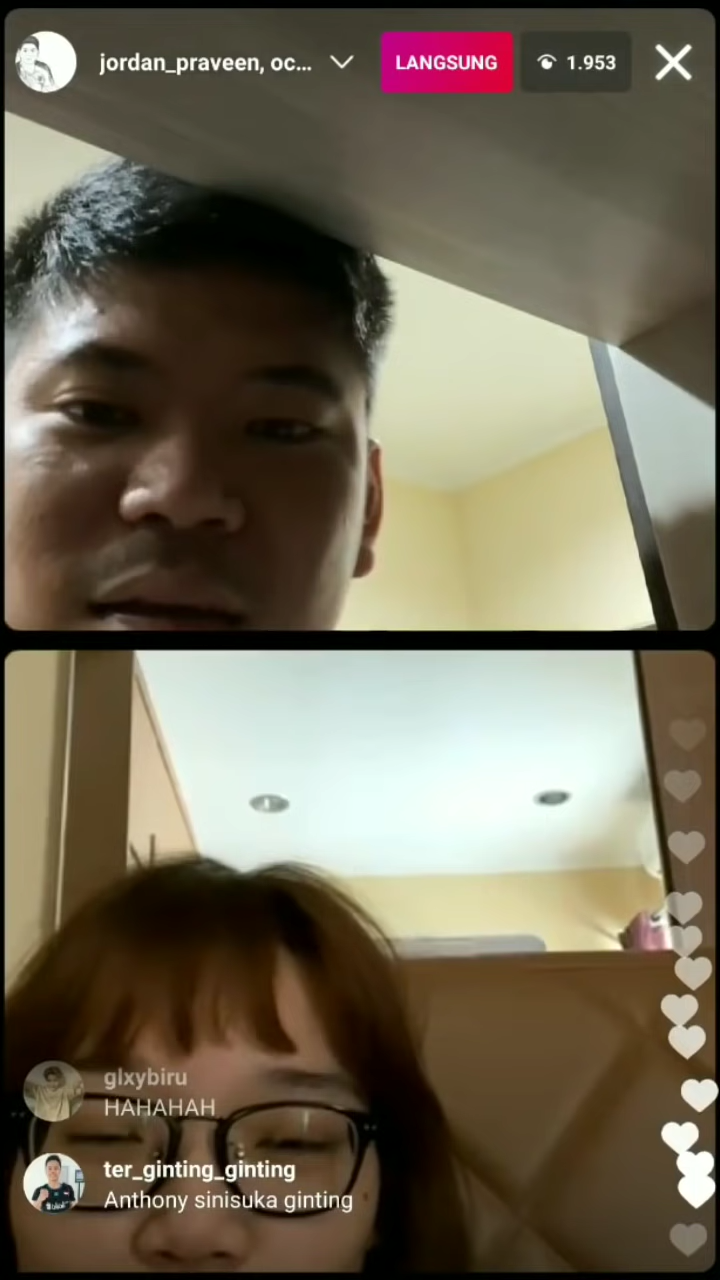 jordan_praveen, oc...
LANGSUNG
1.953
glxybiru
HAHAHAH
ter_ginting_ginting
Anthony sinisuka ginting